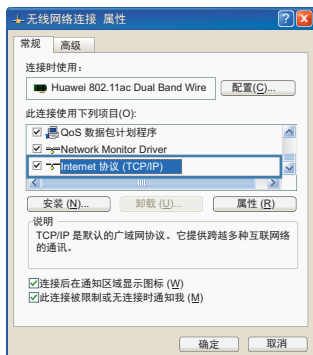 无线网络连接 属性
常规 高级
连接时使用：
Huawei 802.11ac Dual Band Wire 配置(C)...
此连接使用下列项目(O):
QoS 数据包计划程序
Network Monitor Driver
Internet 协议 (TCP/IP)
安装 (N)... 卸载 (U)... 属性 (R)
说明
TCP/IP 是默认的广域网协议。它提供跨越多种互联网络
的通讯。
连接后在通知区域显示图标 (W)
此连接被限制或无连接时通知我 (M)
确定 取消